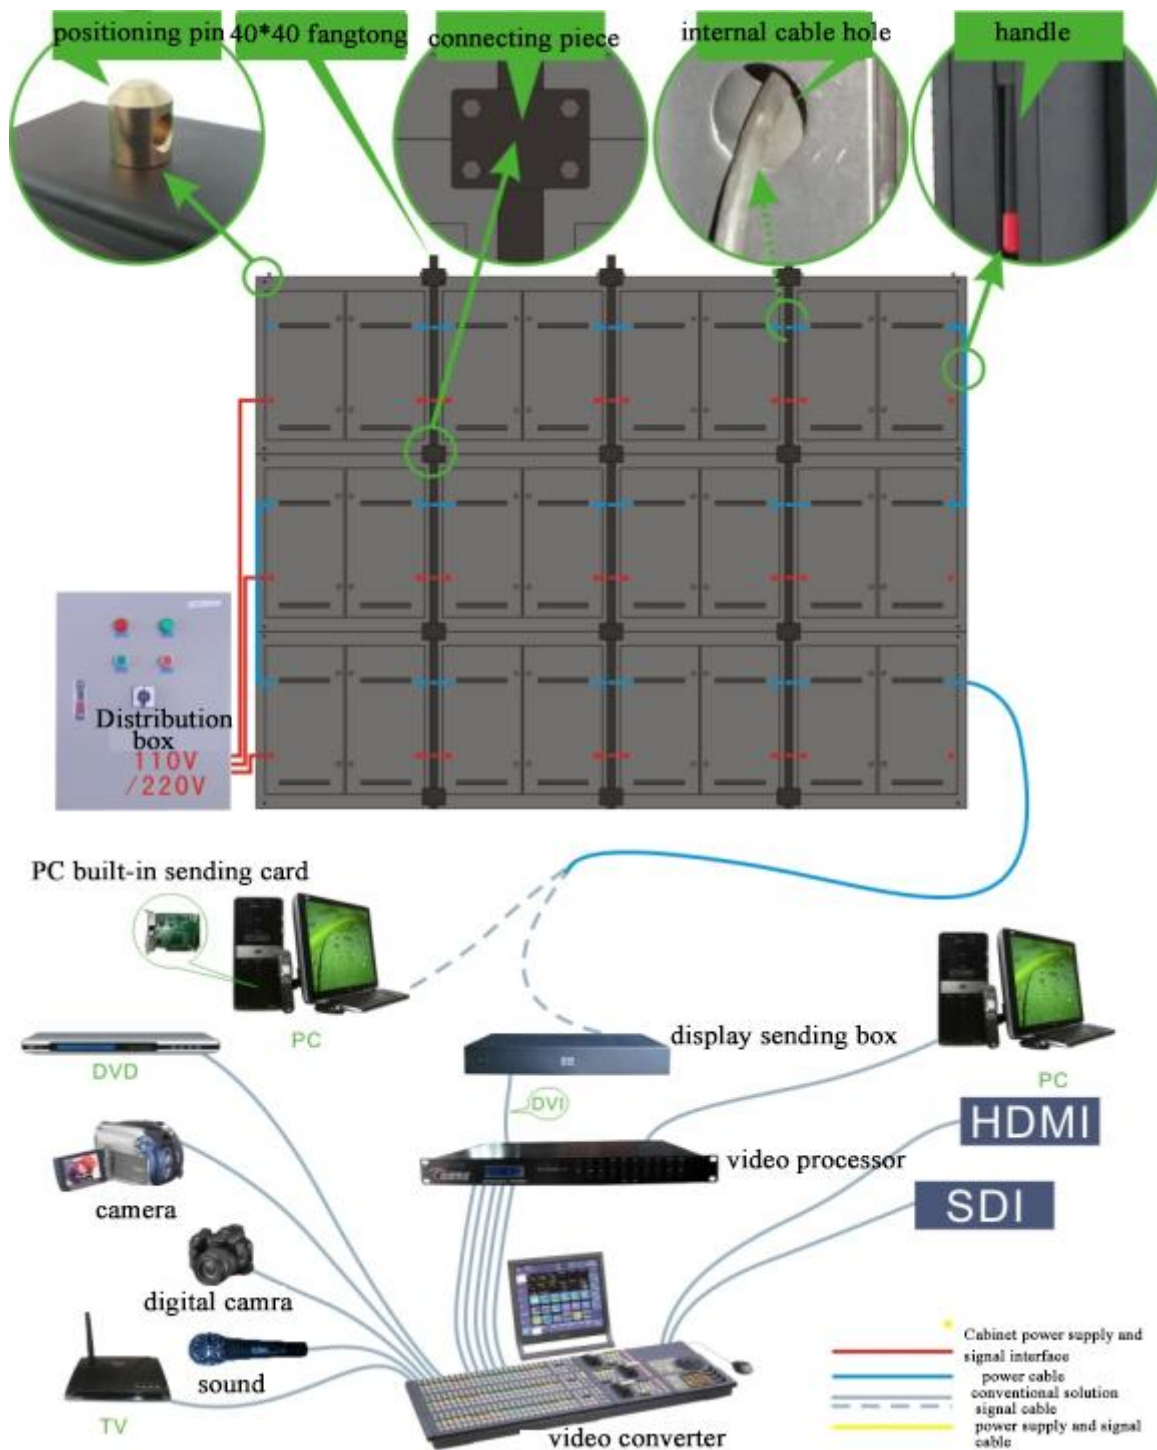 positioning pin
40*40 fangtong
connecting piece
internal cable hole
handle
Distribution
box
110V
/220V
PC built-in sending card
PC
DVD
display sending box
PC
DVI
HDMI
video processor
SDI
camera
digital camra
sound
TV
video converter
Cabinet power supply and
signal interface
power cable
conventional solution
signal cable
power supply and signal
cable